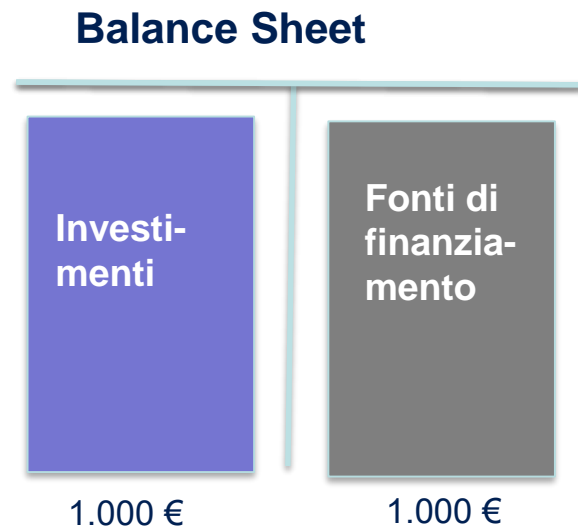 Balance Sheet
Investi-
menti
Fonti di
finanzia-
mento
1.000 €
1.000 €